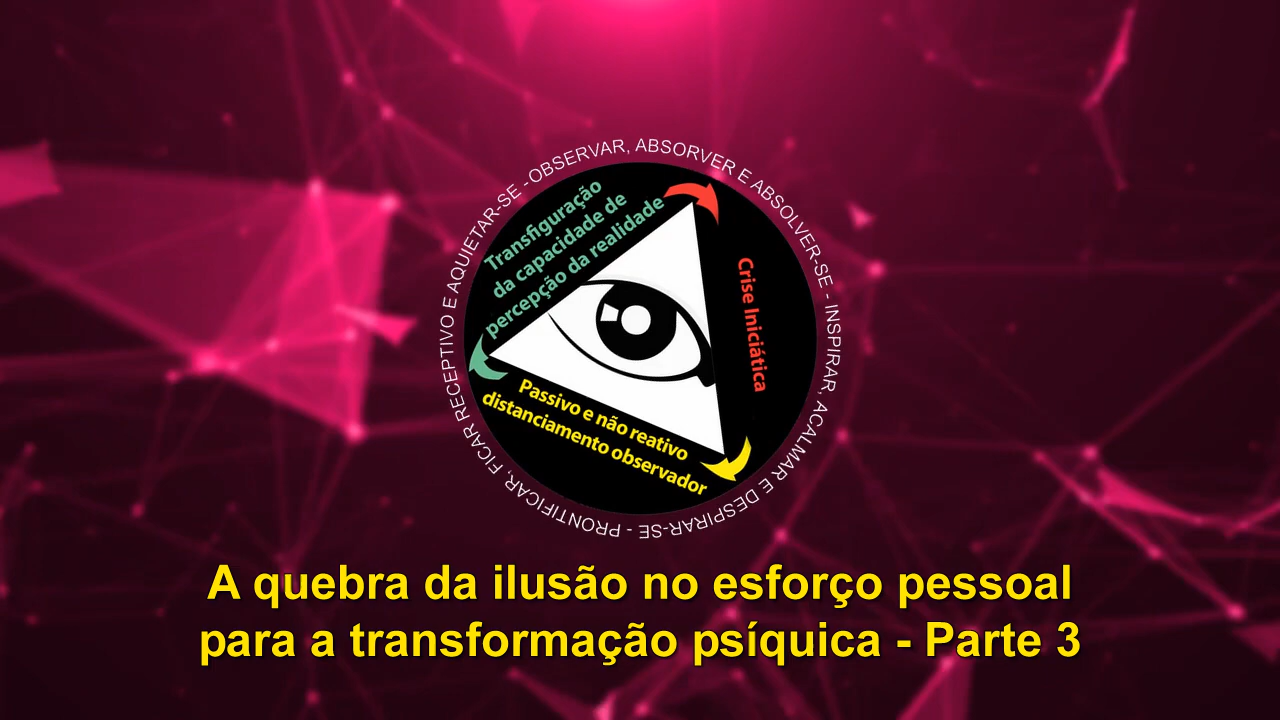 PRONTIFICAR, FICAR RECEPTIVO E AQUIETAR-SE - OBSERVAR, ABSORVER E ABSOLVER-SE - INSPIRAR, ACALMAR E DESPIRAR-SE -
Transfiguração
da capacidade de
percepção da realidade
Crise Iniciática
Passivo e não reativo
distanciamento observador
A quebra da ilusão no esforço pessoal
para a transformação psíquica - Parte 3